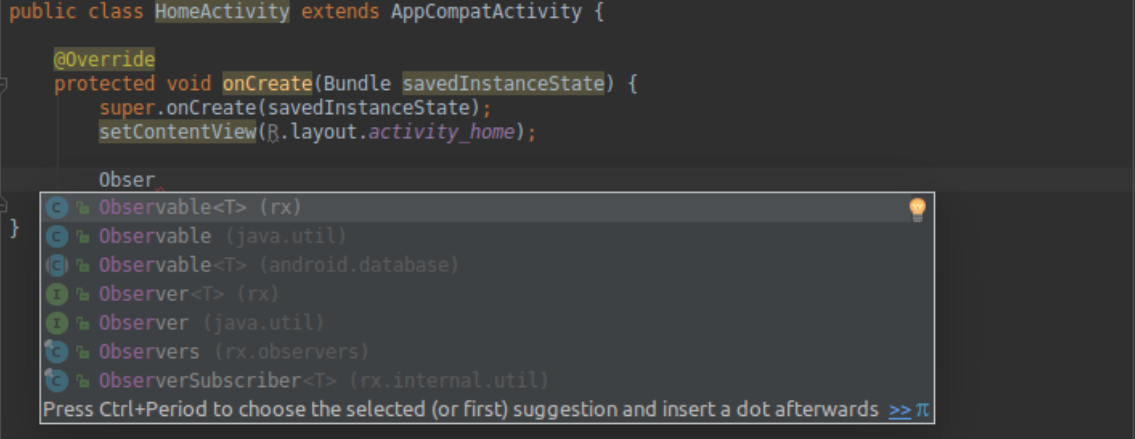 public class HomeActivity extends AppCompatActivity {
@Override
protected void onCreate(Bundle savedInstanceState) {
super.onCreate(savedInstanceState);
setContentView(R.layout.activity_home);
Obser
C Observable<T> (rx)
C Observable (java.util)
C Observable<T> (android.database)
I Observer<T> (rx)
I Observer (java.util)
C Observers (rx.observers)
C ObserverSubscriber<T> (rx.internal.util)
Press Ctrl+Period to choose the selected (or first) suggestion and insert a dot afterwards >> π
}